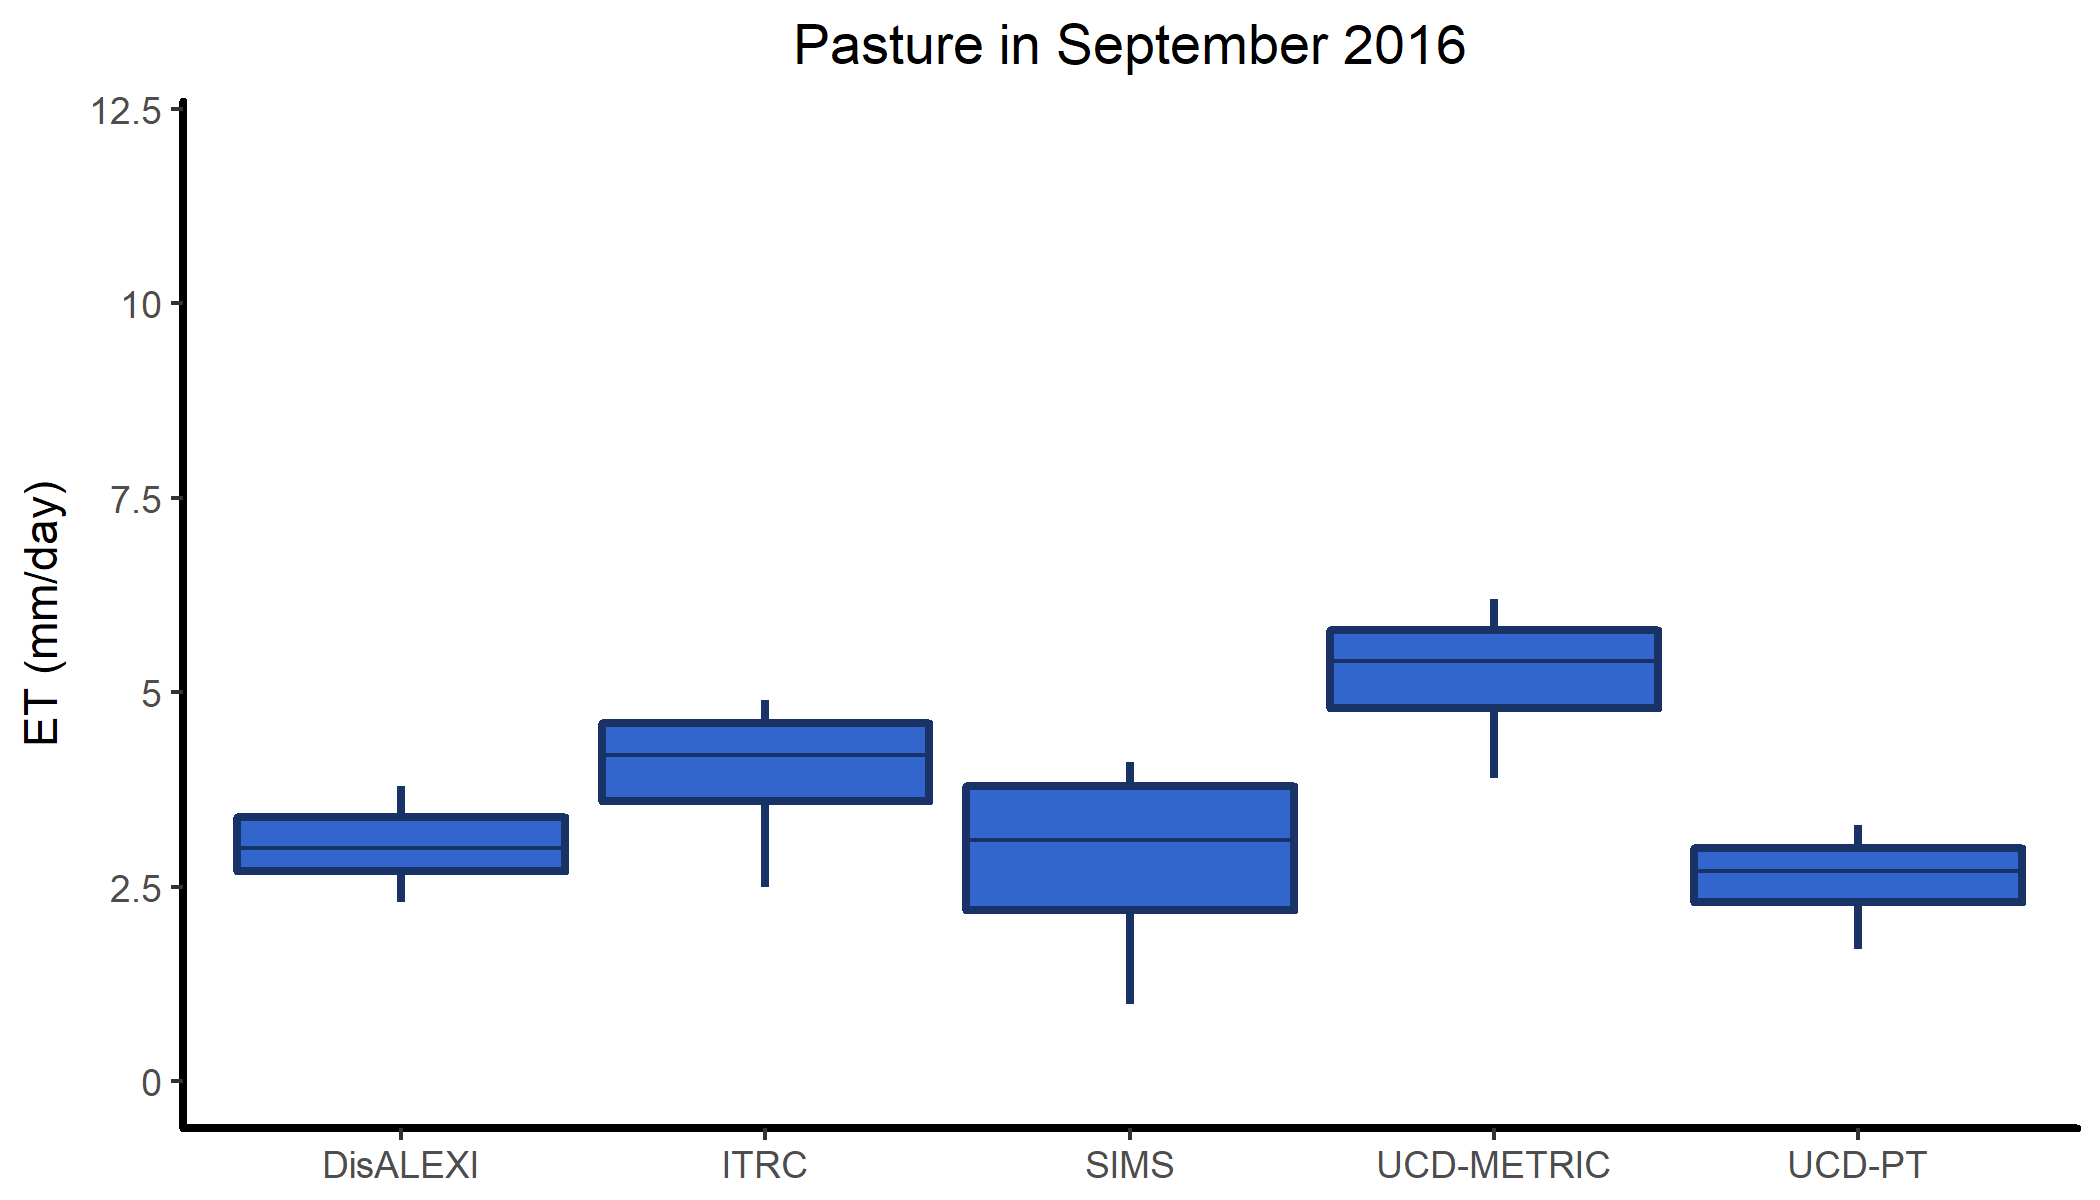 Pasture in September 2016
12.5
10
7.5
5
2.5
0
ET (mm/day)
DisALEXI
ITRC
SIMS
UCD-METRIC
UCD-PT